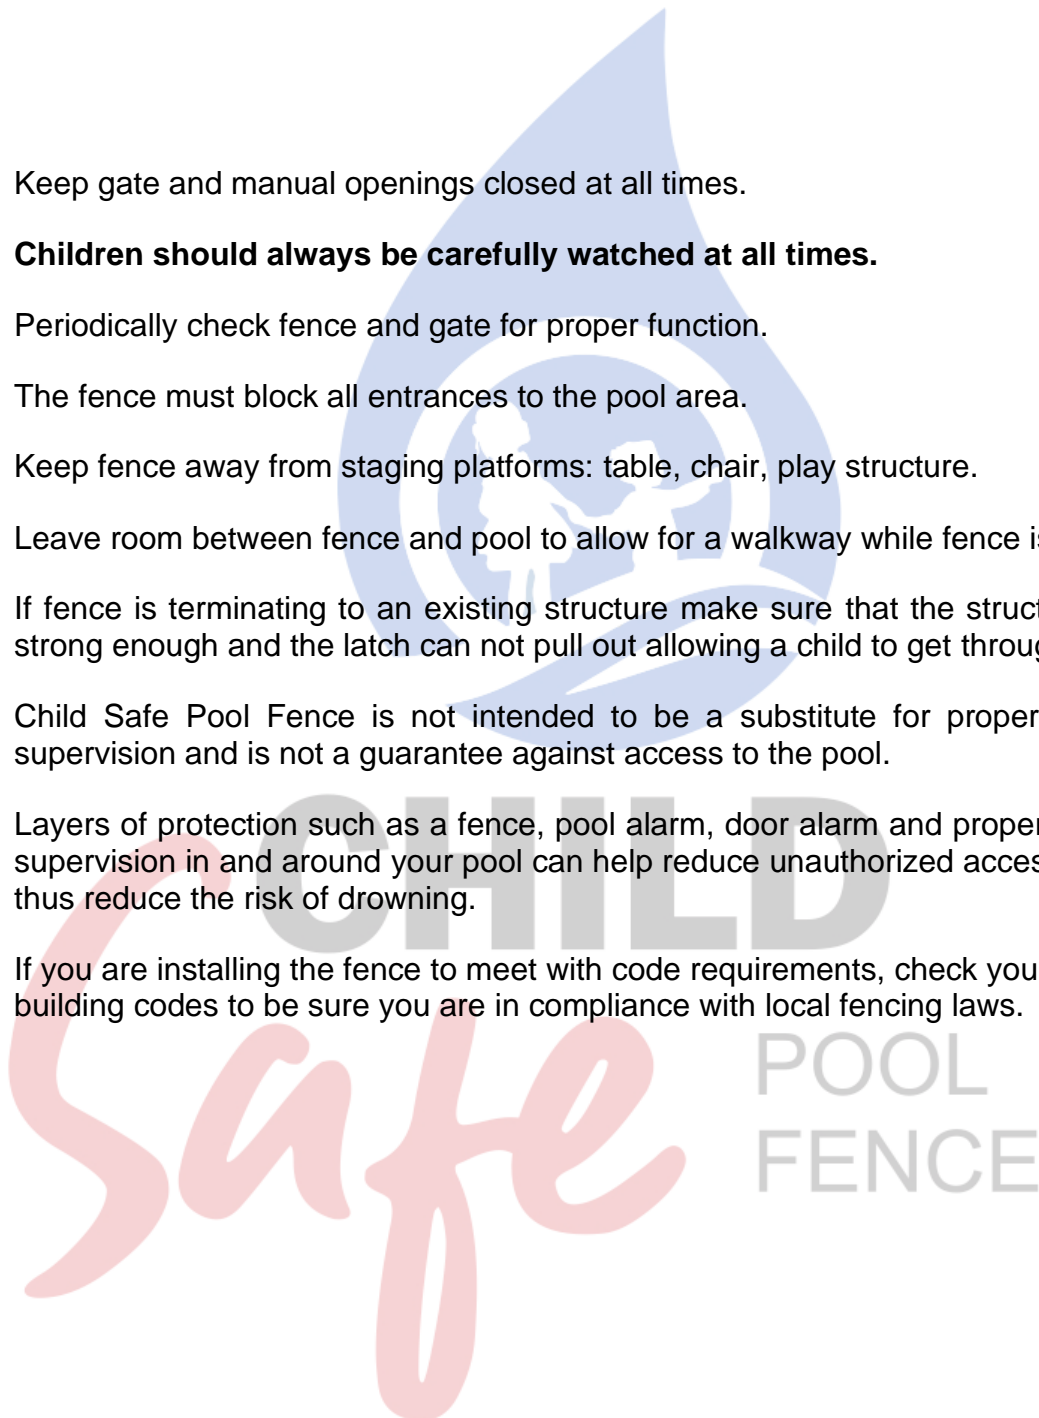 Keep gate and manual openings closed at all times.
Children should always be carefully watched at all times.
Periodically check fence and gate for proper function.
The fence must block all entrances to the pool area.
Keep fence away from staging platforms: table, chair, play structure.
Leave room between fence and pool to allow for a walkway while fence is
If fence is terminating to an existing structure make sure that the struct
strong enough and the latch can not pull out allowing a child to get throug
Child Safe Pool Fence is not intended to be a substitute for proper
supervision and is not a guarantee against access to the pool.
Layers of protection such as a fence, pool alarm, door alarm and proper
supervision in and around your pool can help reduce unauthorized acces
thus reduce the risk of drowning.
If you are installing the fence to meet with code requirements, check you
building codes to be sure you are in compliance with local fencing laws.
CHILD
Safe
POOL
FENCE